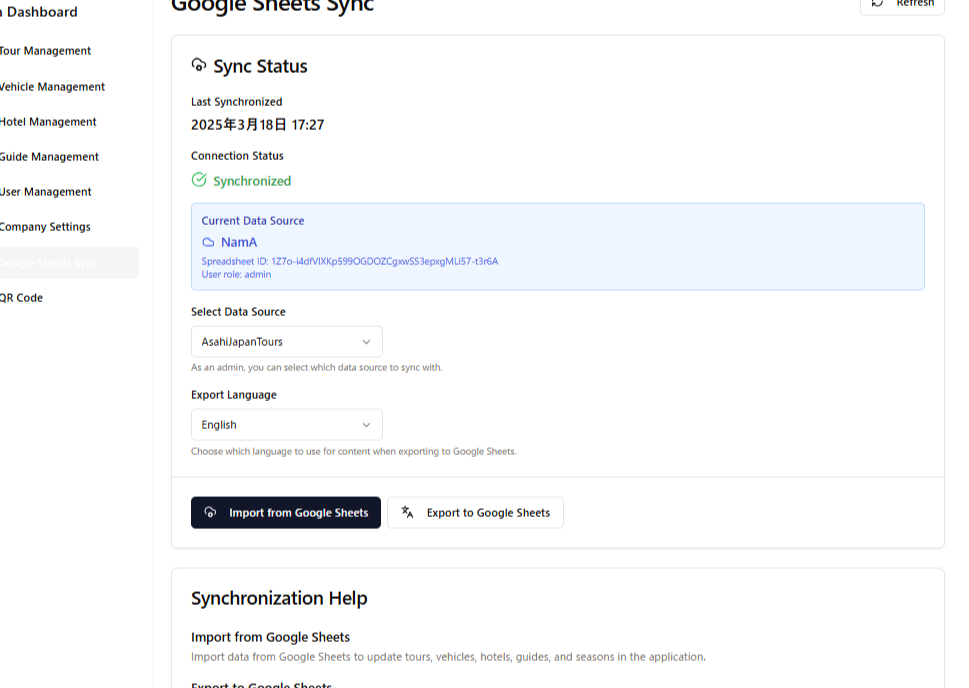 Dashboard
Tour Management
Vehicle Management
Hotel Management
Guide Management
User Management
Company Settings
Google Sheets Sync
QR Code
Google Sheets Sync
Refresh
Sync Status
Last Synchronized
2025年3月18日 17:27
Connection Status
Synchronized
Current Data Source
NamA
Spreadsheet ID:
User role: admin
Select Data Source
AsahiJapanTours
As an admin, you can select which data source to sync with.
Export Language
English
Choose which language to use for content when exporting to Google Sheets.
Import from Google Sheets
Export to Google Sheets
Synchronization Help
Import from Google Sheets
Import data from Google Sheets to update tours, vehicles, hotels, guides, and seasons in the application.
Export to Google Sheets